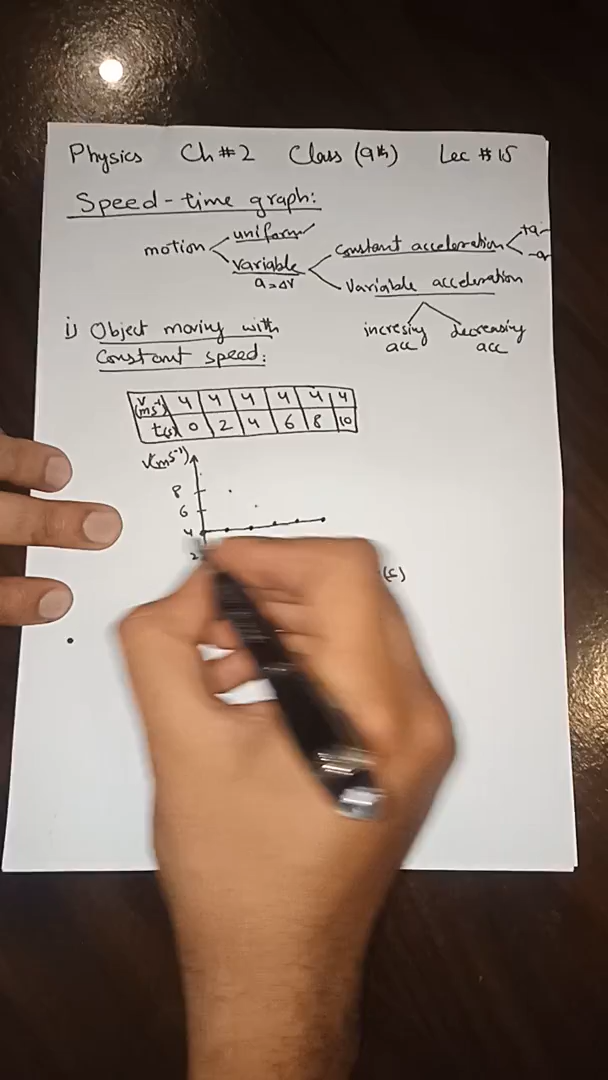 Physics Ch #2 Class (9th) Lec # 15
Speed-time graph:
motion uniform
variable
a=ΔV
Constant acceleration +a
-a
Variable acceleration
incresing acc
decreasing acc
i) Object moving with
Constant speed:
V(ms⁻¹) 4 4 4 4 4 4
t(s) 0 2 4 6 8 10
V(ms⁻¹)
8
6
4
2
(s)